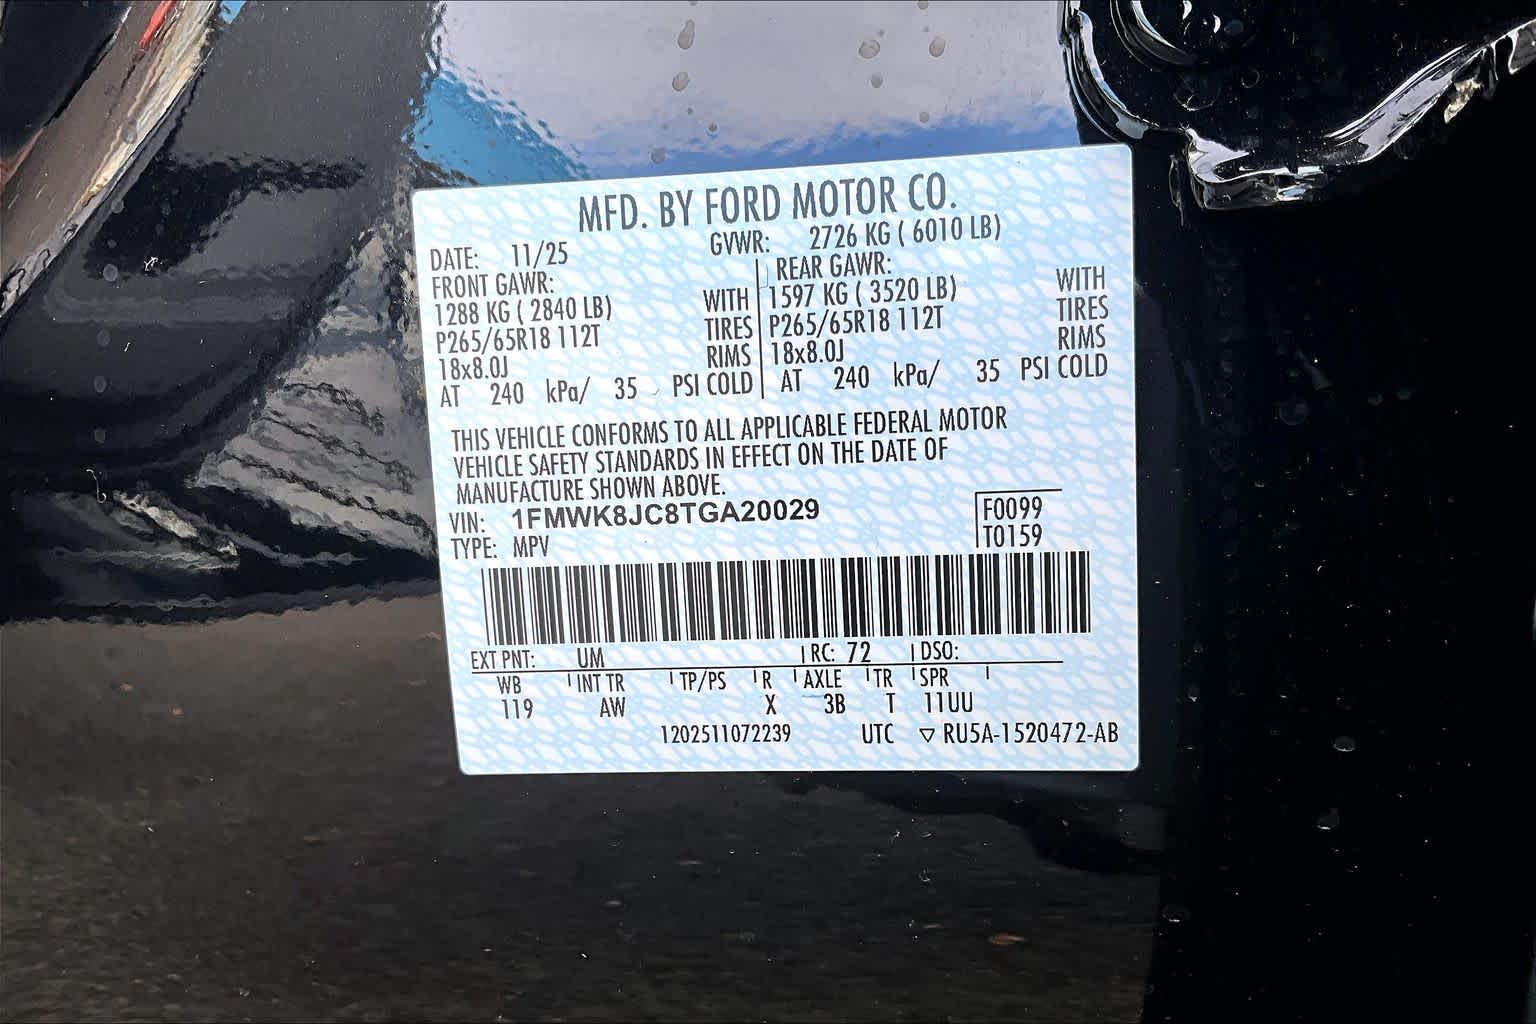 MFD. BY FORD MOTOR CO.
DATE: 11/25 GVWR: 2726 KG ( 6010 LB)
FRONT GAWR: REAR GAWR:
1288 KG ( 2840 LB) WITH 1597 KG ( 3520 LB) WITH
P265/65R18 112T TIRES P265/65R18 112T TIRES
18x8.0J RIMS 18x8.0J RIMS
AT 240 kPa/ 35 PSI COLD AT 240 kPa/ 35 PSI COLD
THIS VEHICLE CONFORMS TO ALL APPLICABLE FEDERAL MOTOR
VEHICLE SAFETY STANDARDS IN EFFECT ON THE DATE OF
MANUFACTURE SHOWN ABOVE.
VIN: 1FMWK8JC8TGA20029 F0099
TYPE: MPV T0159
EXT PNT: UM RC: 72 DSO:
WB INT TR TP/PS R AXLE TR SPR
119 AW X 3B T 11UU
1202511072239 UTC ▽ RU5A-1520472-AB